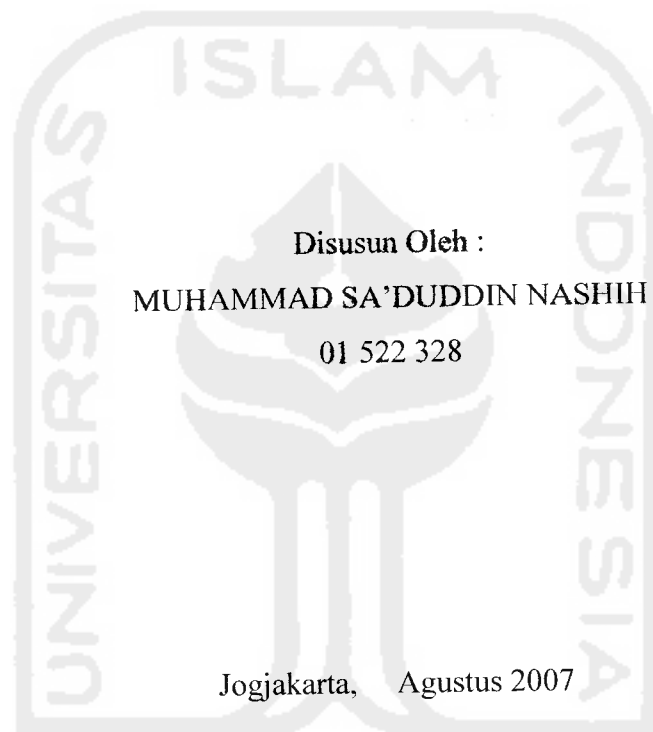 ISLAM
UNIVERSITAS
INDONESIA
Disusun Oleh :
MUHAMMAD SA’DUDDIN NASHIH
01 522 328
Jogjakarta, Agustus 2007